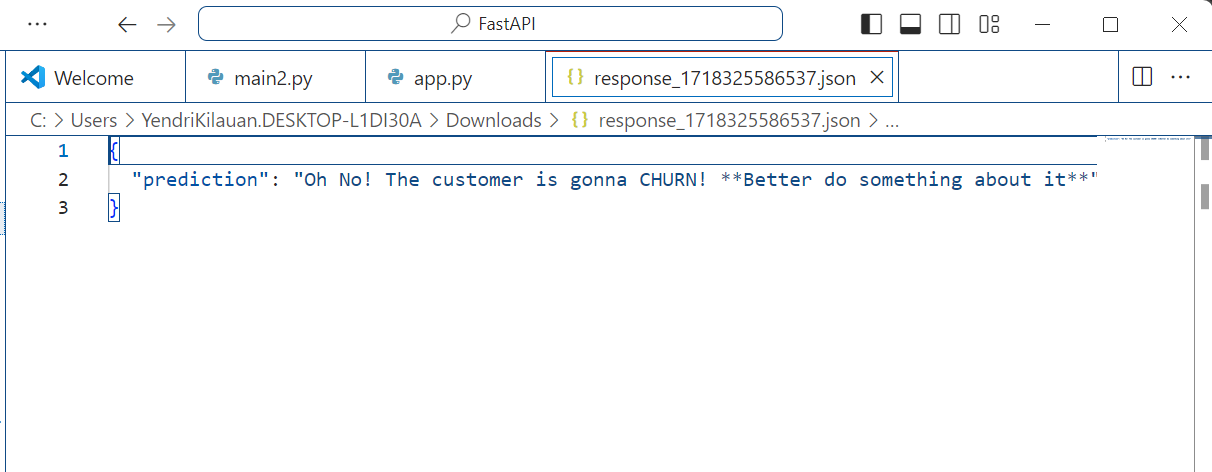 FastAPI
Welcome
main2.py
app.py
{} response_1718325586537.json
C: > Users > YendriKilauan.DESKTOP-L1DI30A > Downloads > {} response_1718325586537.json > ...
1 {
2 "prediction": "Oh No! The customer is gonna CHURN! **Better do something about it**"
3 }